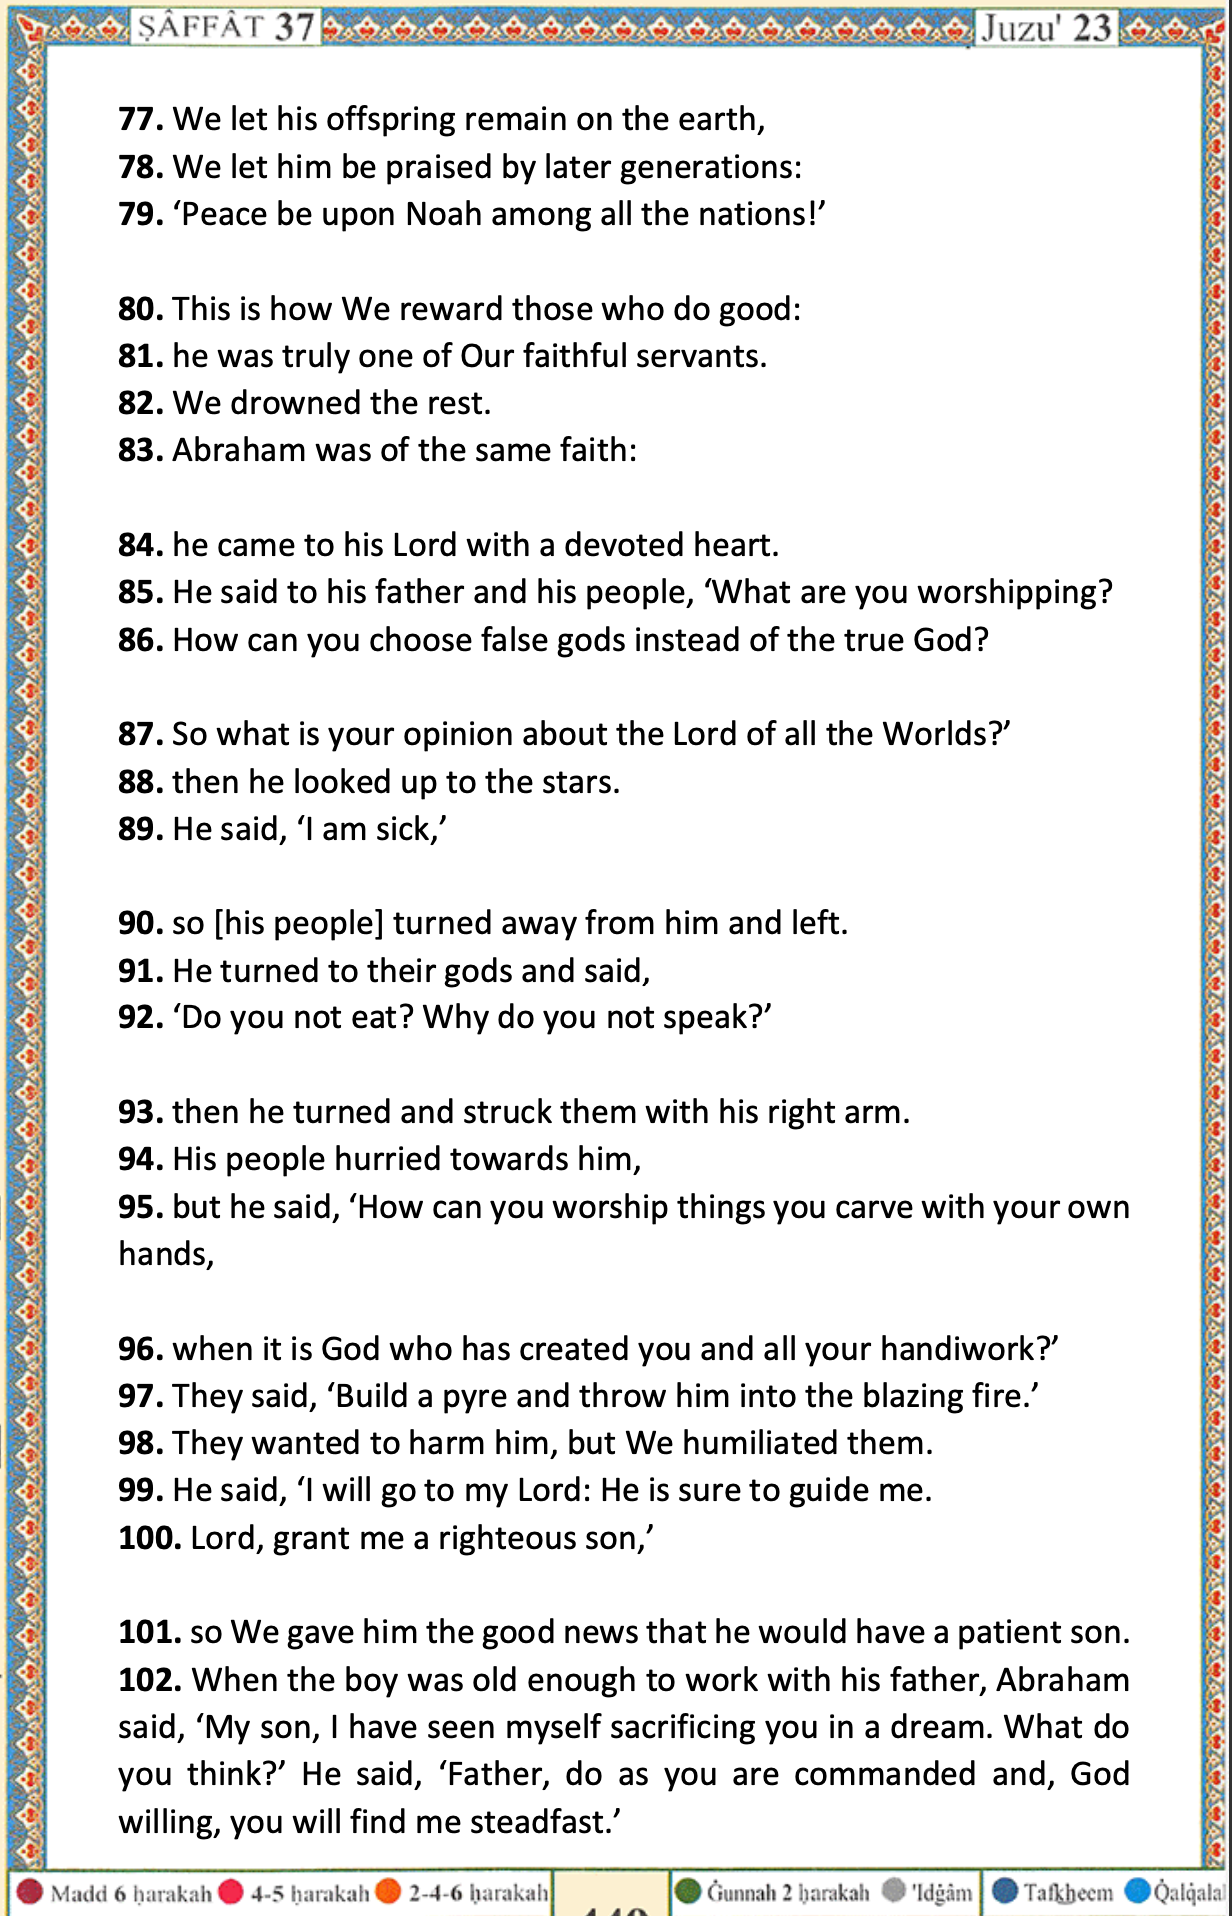 ṢÂFFÂT 37
Juzu' 23
77. We let his offspring remain on the earth,
78. We let him be praised by later generations:
79. ‘Peace be upon Noah among all the nations!’
80. This is how We reward those who do good:
81. he was truly one of Our faithful servants.
82. We drowned the rest.
83. Abraham was of the same faith:
84. he came to his Lord with a devoted heart.
85. He said to his father and his people, ‘What are you worshipping?
86. How can you choose false gods instead of the true God?
87. So what is your opinion about the Lord of all the Worlds?’
88. then he looked up to the stars.
89. He said, ‘I am sick,’
90. so [his people] turned away from him and left.
91. He turned to their gods and said,
92. ‘Do you not eat? Why do you not speak?’
93. then he turned and struck them with his right arm.
94. His people hurried towards him,
95. but he said, ‘How can you worship things you carve with your own
hands,
96. when it is God who has created you and all your handiwork?’
97. They said, ‘Build a pyre and throw him into the blazing fire.’
98. They wanted to harm him, but We humiliated them.
99. He said, ‘I will go to my Lord: He is sure to guide me.
100. Lord, grant me a righteous son,’
101. so We gave him the good news that he would have a patient son.
102. When the boy was old enough to work with his father, Abraham
said, ‘My son, I have seen myself sacrificing you in a dream. What do
you think?’ He said, ‘Father, do as you are commanded and, God
willing, you will find me steadfast.’
Madd 6 ḥarakah 4-5 ḥarakah 2-4-6 ḥarakah Ġunnah 2 ḥarakah 'Idġâm Tafkheem